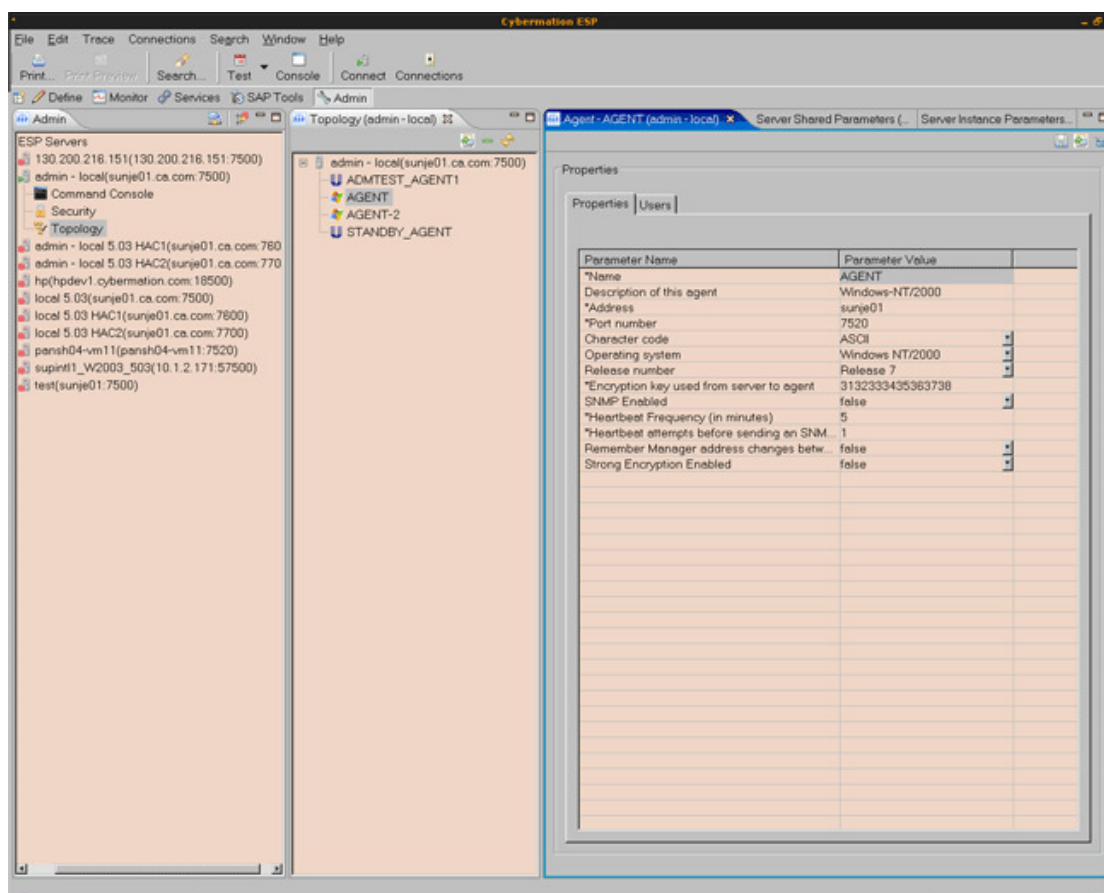 Cybermation ESP
File Edit Trace Connections Segrch Window Help
Print... Print Preview Search... Test Console Connect Connections
Define Monitor Services SAP Tools Admin
Admin
ESP Servers
130.200.216.151(130.200.216.151:7500)
admin - local(sunje01.ca.com:7500)
Command Console
Security
Topology
admin - local 5.03 HAC1(sunje01.ca.com:760
admin - local 5.03 HAC2(sunje01.ca.com:770
hp(hpdev1.cybermation.com:16500)
local 5.03(sunje01.ca.com:7500)
local 5.03 HAC1(sunje01.ca.com:7600)
local 5.03 HAC2(sunje01.ca.com:7700)
pansh04-vm11(pansh04-vm11:7520)
supintl1_W2003_503(10.1.2.171:57500)
test(sunje01:7500)
Topology (admin - local)
admin - local(sunje01.ca.com:7500)
ADMTEST_AGENT1
AGENT
AGENT-2
STANDBY_AGENT
Agent - AGENT (admin - local) Server Shared Parameters (... Server Instance Parameters...
Properties
Properties Users
Parameter Name Parameter Value
*Name AGENT
Description of this agent Windows-NT/2000
*Address sunje01
*Port number 7520
Character code ASCII
Operating system Windows NT/2000
Release number Release 7
*Encryption key used from server to agent 3132333435363738
SNMP Enabled false
*Heartbeat Frequency (in minutes) 5
*Heartbeat attempts before sending an SNM... 1
Remember Manager address changes betw... false
Strong Encryption Enabled false